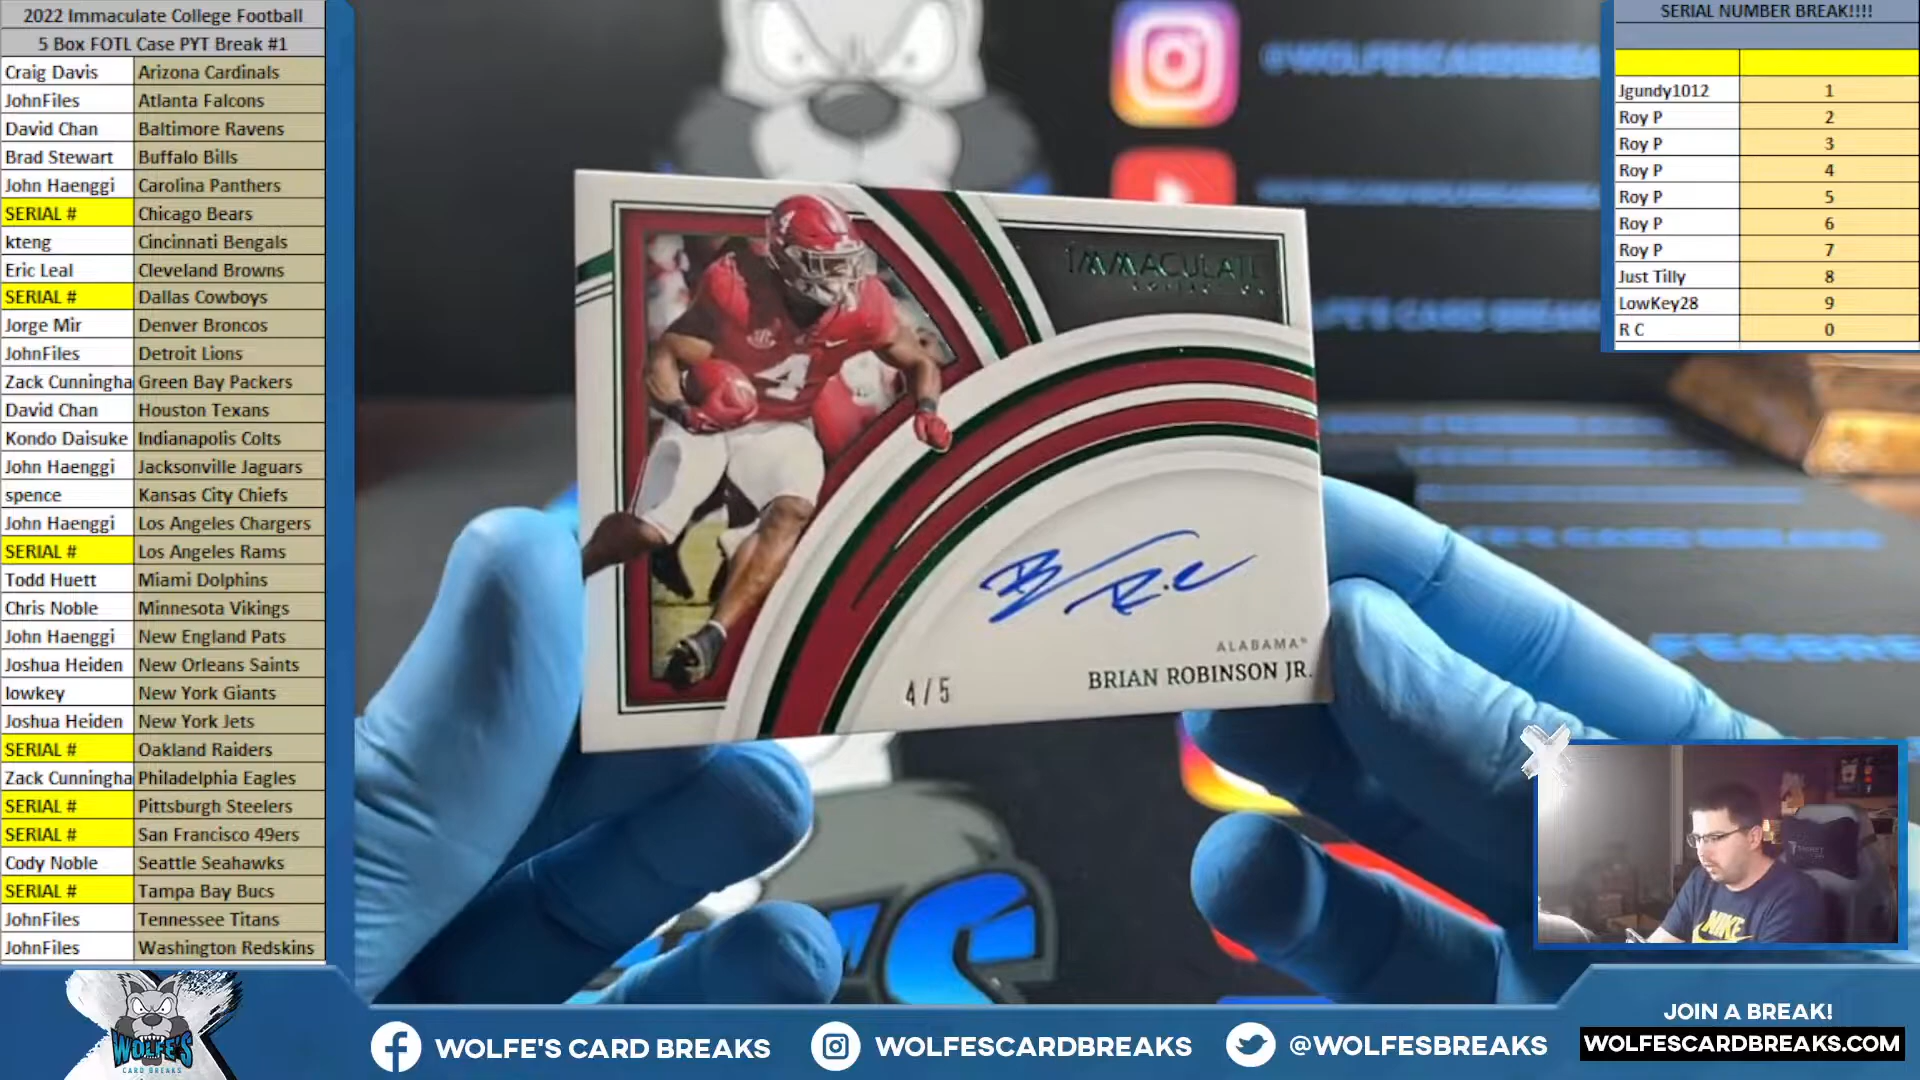 2022 Immaculate College Football
5 Box FOTL Case PYT Break #1
Craig Davis Arizona Cardinals
JohnFiles Atlanta Falcons
David Chan Baltimore Ravens
Brad Stewart Buffalo Bills
John Haenggi Carolina Panthers
SERIAL # Chicago Bears
kteng Cincinnati Bengals
Eric Leal Cleveland Browns
SERIAL # Dallas Cowboys
Jorge Mir Denver Broncos
JohnFiles Detroit Lions
Zack Cunningha Green Bay Packers
David Chan Houston Texans
Kondo Daisuke Indianapolis Colts
John Haenggi Jacksonville Jaguars
spence Kansas City Chiefs
John Haenggi Los Angeles Chargers
SERIAL # Los Angeles Rams
Todd Huett Miami Dolphins
Chris Noble Minnesota Vikings
John Haenggi New England Pats
Joshua Heiden New Orleans Saints
lowkey New York Giants
Joshua Heiden New York Jets
SERIAL # Oakland Raiders
Zack Cunningha Philadelphia Eagles
SERIAL # Pittsburgh Steelers
SERIAL # San Francisco 49ers
Cody Noble Seattle Seahawks
SERIAL # Tampa Bay Bucs
JohnFiles Tennessee Titans
JohnFiles Washington Redskins
SERIAL NUMBER BREAK!!!!
Jgundy1012 1
Roy P 2
Roy P 3
Roy P 4
Roy P 5
Roy P 6
Roy P 7
Just Tilly 8
LowKey28 9
R C 0
@WOLFESCARDBREA
IMMACULATE
4
ALABAMA
BRIAN ROBINSON JR.
4/5
NIKE
WOLFE'S
CARD BREAKS
WOLFE'S CARD BREAKS
WOLFESCARDBREAKS
@WOLFESBREAKS
JOIN A BREAK!
WOLFESCARDBREAKS.COM